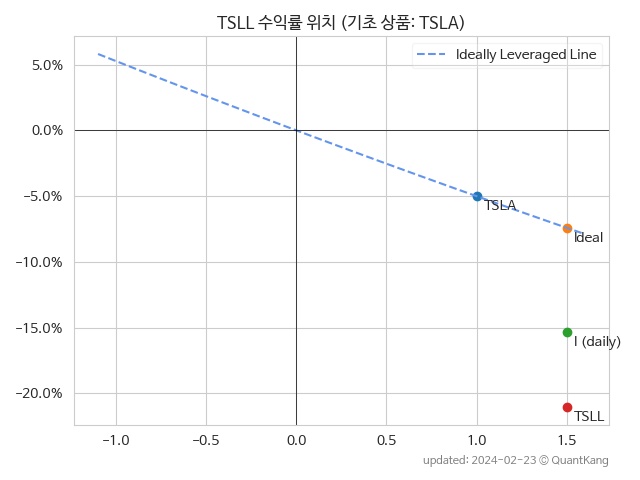 TSLL 수익률 위치 (기초 상품: TSLA)
Ideally Leveraged Line
5.0%
0.0%
−5.0%
−10.0%
−15.0%
−20.0%
TSLA
Ideal
I (daily)
TSLL
−1.0 −0.5 0.0 0.5 1.0 1.5
updated: 2024-02-23 © QuantKang